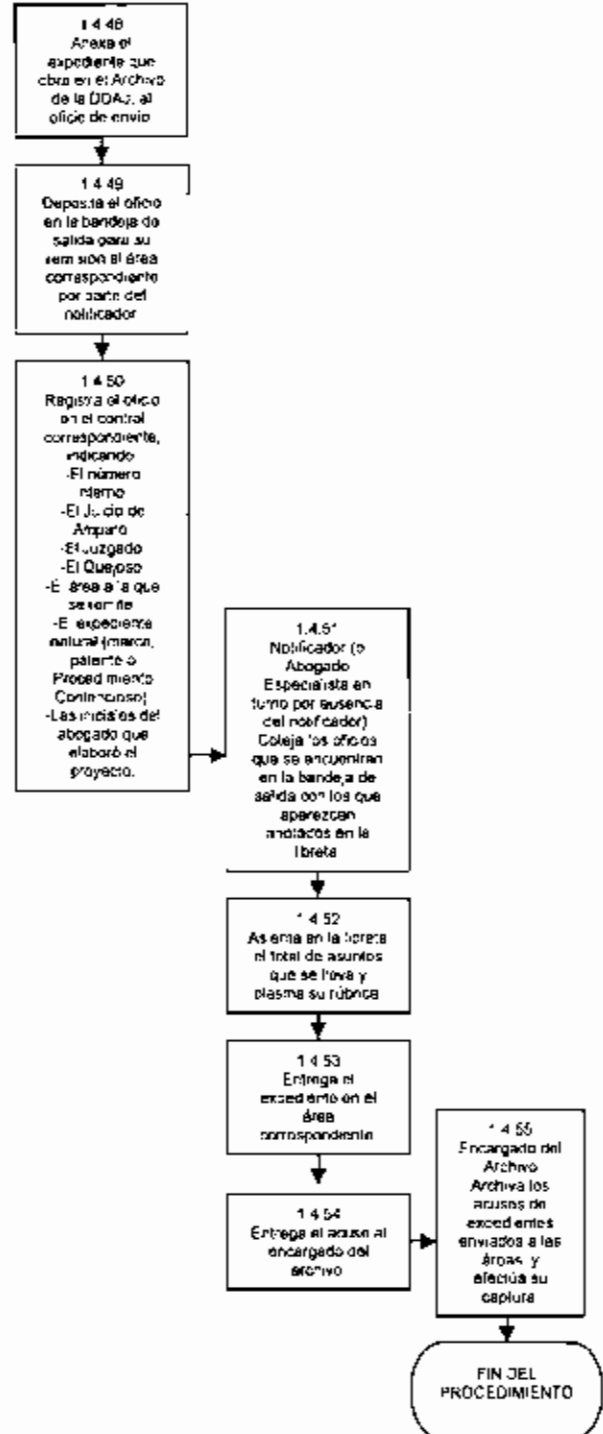 1.4.48
Anexa el
expediente que
obra en el Archivo
de la DDAJ, al
oficio de envío
1.4.49
Deposita el oficio
en la bandeja de
salida para su
remisión al área
correspondiente
por parte del
notificador
1.4.50
Registra el oficio
en el control
correspondiente,
indicando
-El número
interno
-El Juicio de
Amparo
-El Juzgado
-El Quejoso
-El área a la que
se remite
-El expediente
natural (marca,
patente o
Procedimiento
Contencioso)
-Las iniciales del
abogado que
elaboró el
proyecto.
1.4.51
Notificador (o
Abogado
Especialista en
turno por ausencia
del notificador)
Coteja los oficios
que se encuentran
en la bandeja de
salida con los que
aparezcan
anotados en la
libreta
1.4.52
Asienta en la libreta
el total de asuntos
que se lleva y
plasma su rúbrica
1.4.53
Entrega el
expediente en el
área
correspondiente
1.4.54
Entrega el acuse al
encargado del
archivo
1.4.55
Encargado del
Archivo
Archiva los
acuses de
expedientes
enviados a las
áreas, y
efectúa su
captura
FIN DEL
PROCEDIMIENTO